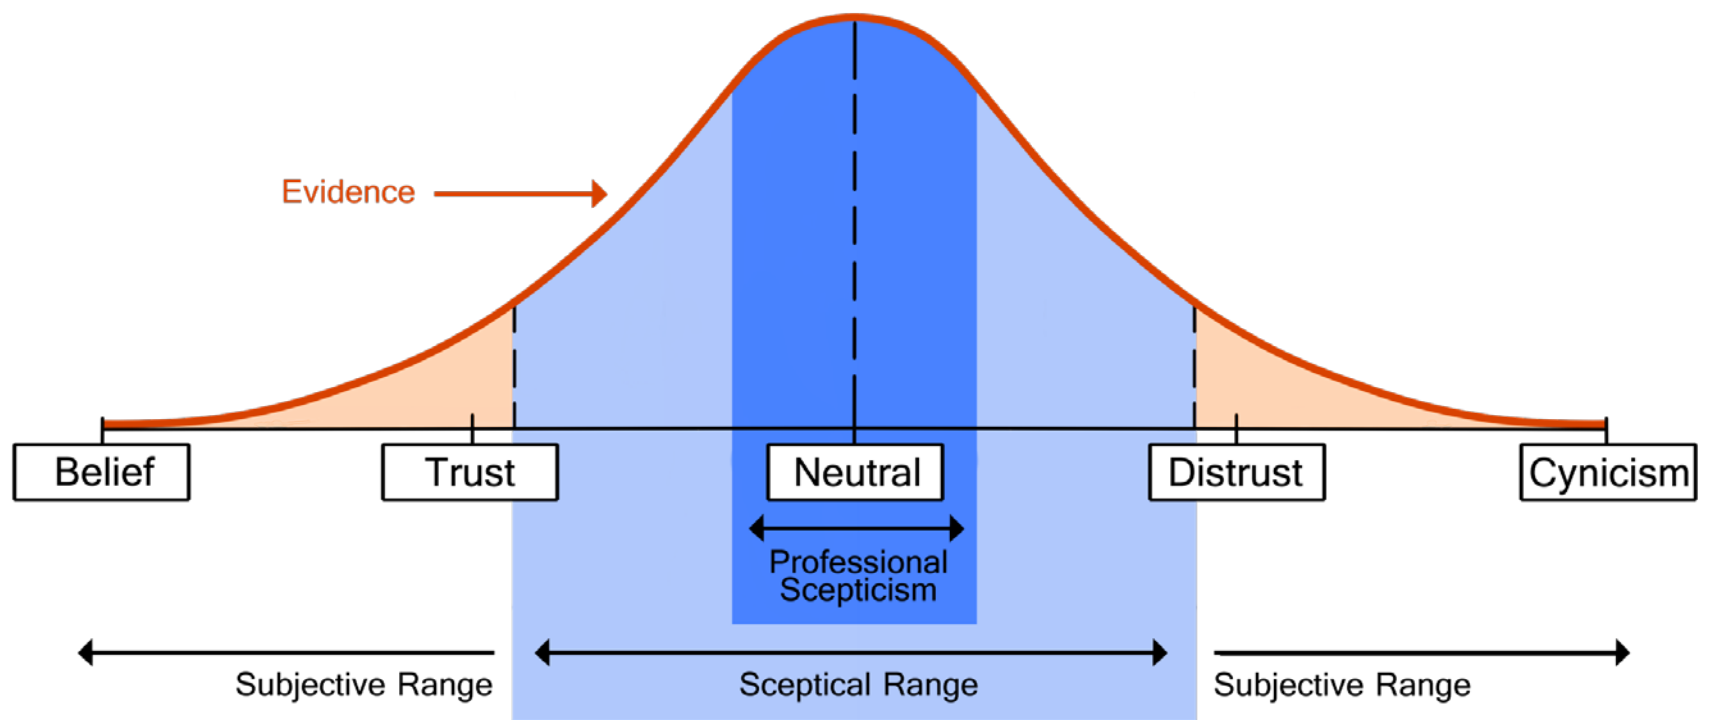 Evidence
Belief
Trust
Neutral
Distrust
Cynicism
Professional
Scepticism
Subjective Range
Sceptical Range
Subjective Range